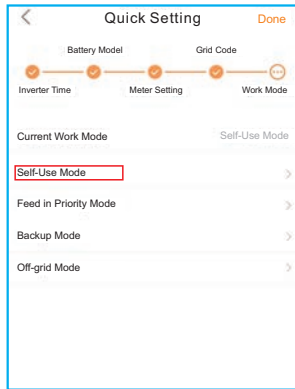 Quick Setting Done
Battery Model Grid Code
Inverter Time Meter Setting Work Mode
Current Work Mode Self-Use Mode
Self-Use Mode
Feed in Priority Mode
Backup Mode
Off-grid Mode